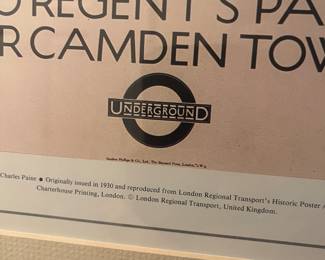 O REGENT'S PA
R CAMDEN TOW
UNDERGROUND
Charles Paine ● Originally issued in 1930 and reproduced from London Regional Transport's Historic Poster
Charterhouse Printing, London. © London Regional Transport, United Kingdom.